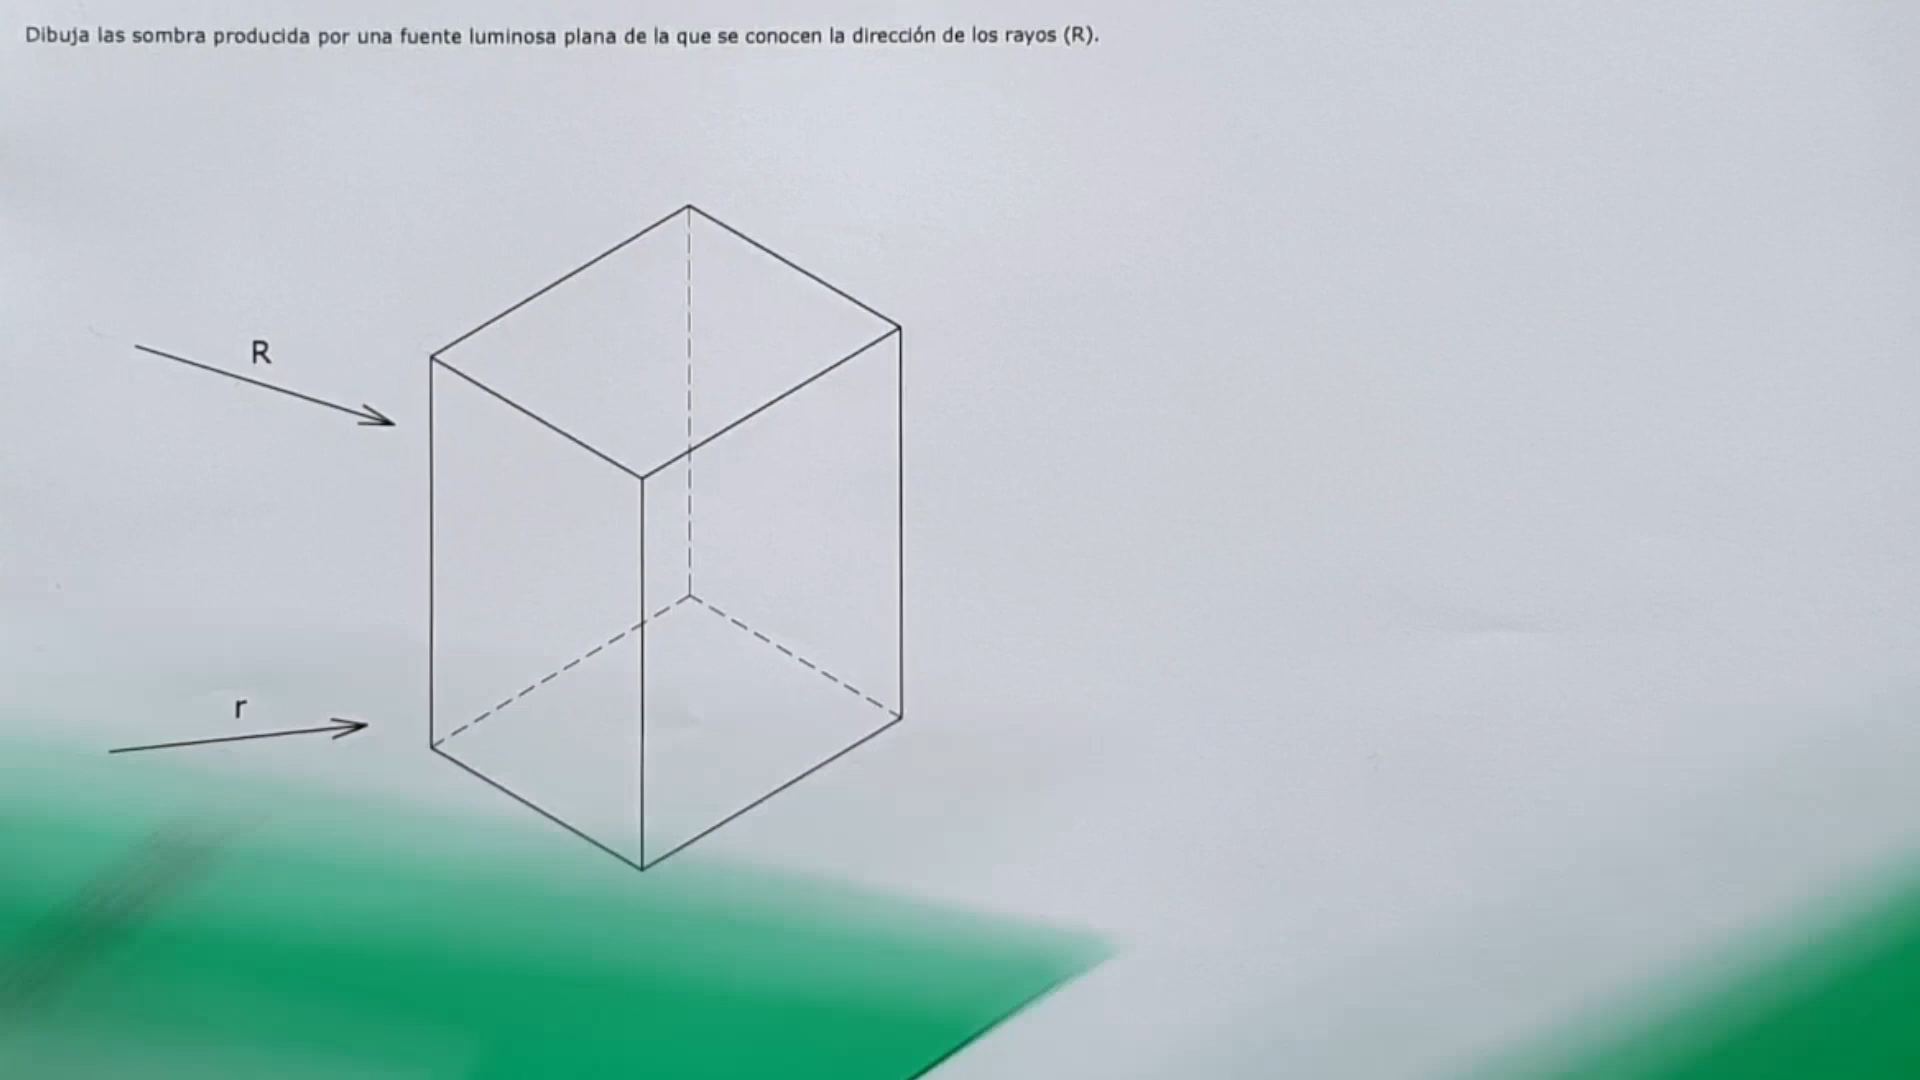 Dibuja las sombra producida por una fuente luminosa plana de la que se conocen la dirección de los rayos (R).
R
r